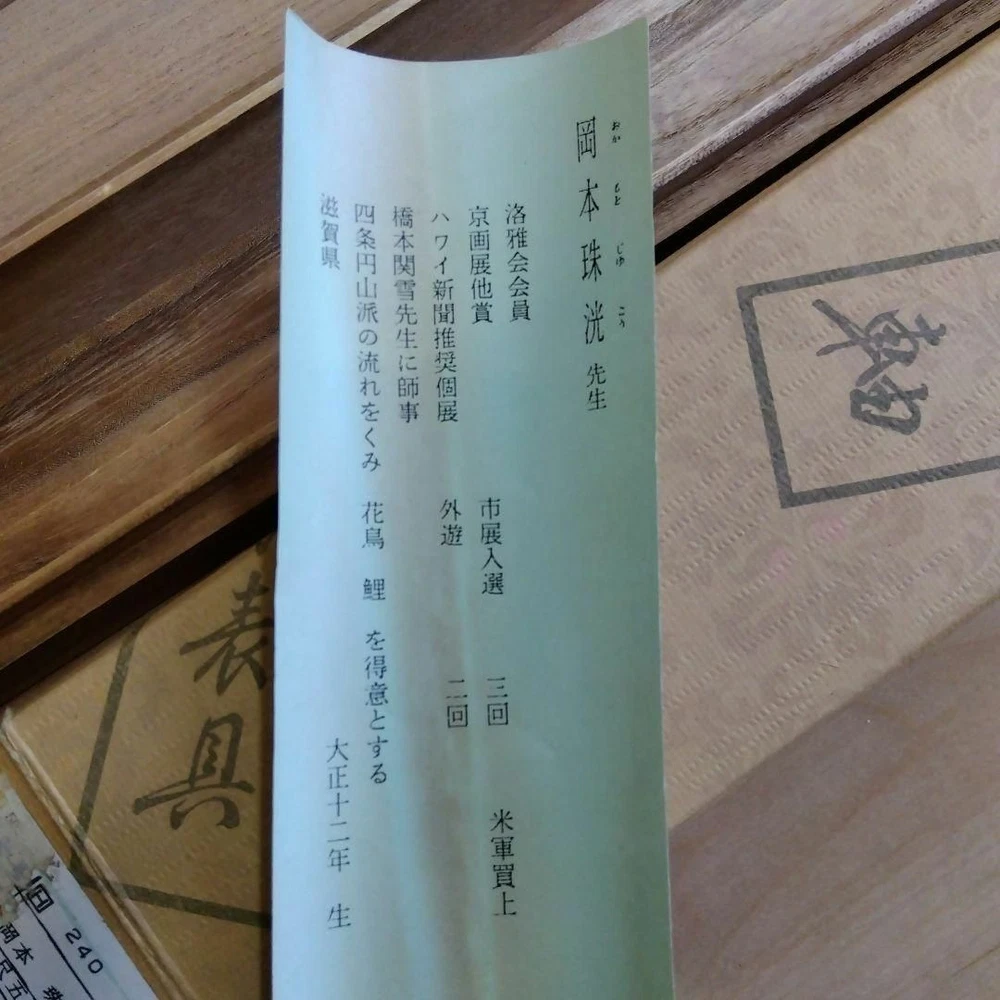 岡本珠洸先生
おか もと じゅ こう
洛雅会会員
京画展他賞 市展入選 三回 米軍買上
ハワイ新聞推奨個展 外遊 二回
橋本関雪先生に師事
四条円山派の流れをくみ 花鳥 鯉 を得意とする
滋賀県 大正十二年 生
表具
240
岡本
尺五